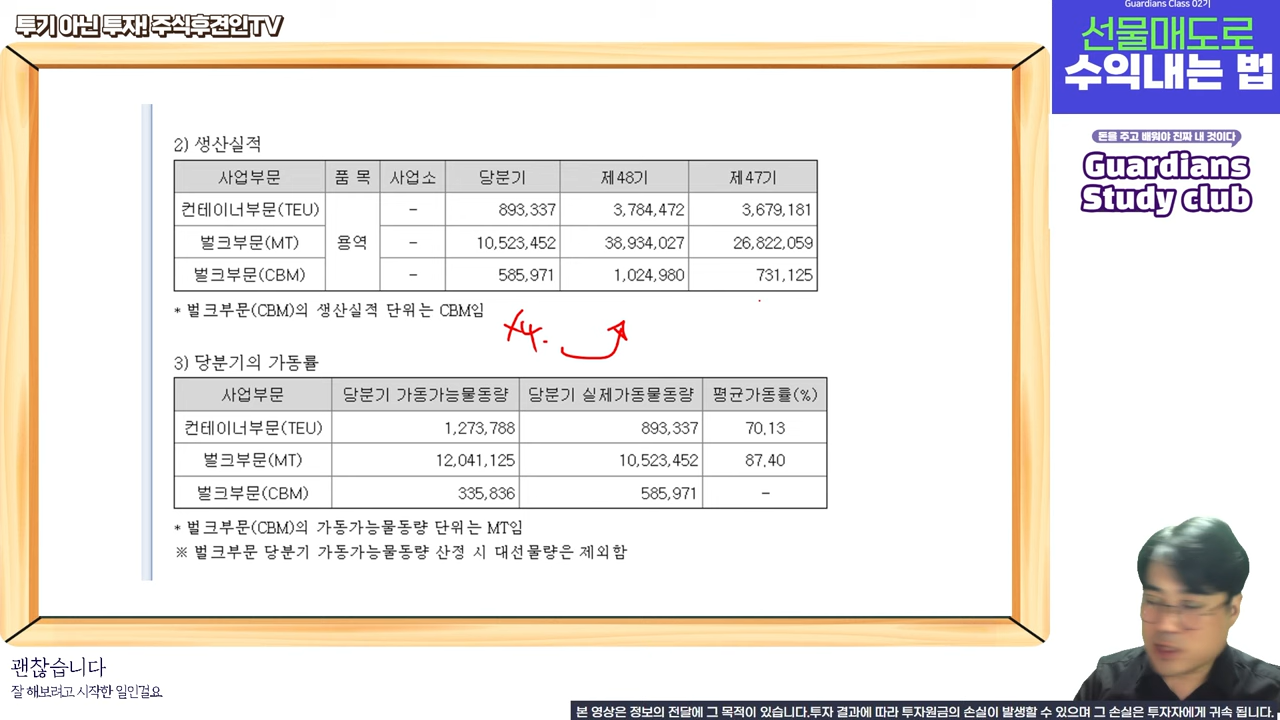 투기 아닌 투자! 주식후견인TV
Guardians Class 02기
선물매도로
수익내는 법
돈을 주고 배워야 진짜 내 것이다
Guardians
Study club
2) 생산실적
사업부문 품 목 사업소 당분기 제48기 제47기
컨테이너부문(TEU) 용역 - 893,337 3,784,472 3,679,181
벌크부문(MT) - 10,523,452 38,934,027 26,822,059
벌크부문(CBM) - 585,971 1,024,980 731,125
* 벌크부문(CBM)의 생산실적 단위는 CBM임
x4.
3) 당분기의 가동률
사업부문 당분기 가동가능물동량 당분기 실제가동물동량 평균가동률(%)
컨테이너부문(TEU) 1,273,788 893,337 70.13
벌크부문(MT) 12,041,125 10,523,452 87.40
벌크부문(CBM) 335,836 585,971 -
* 벌크부문(CBM)의 가동가능물동량 단위는 MT임
※ 벌크부문 당분기 가동가능물동량 산정 시 대선물량은 제외함
괜찮습니다
잘 해보려고 시작한 일인걸요
본 영상은 정보의 전달에 그 목적이 있습니다.투자 결과에 따라 투자원금의 손실이 발생할 수 있으며 그 손실은 투자자에게 귀속 됩니다.